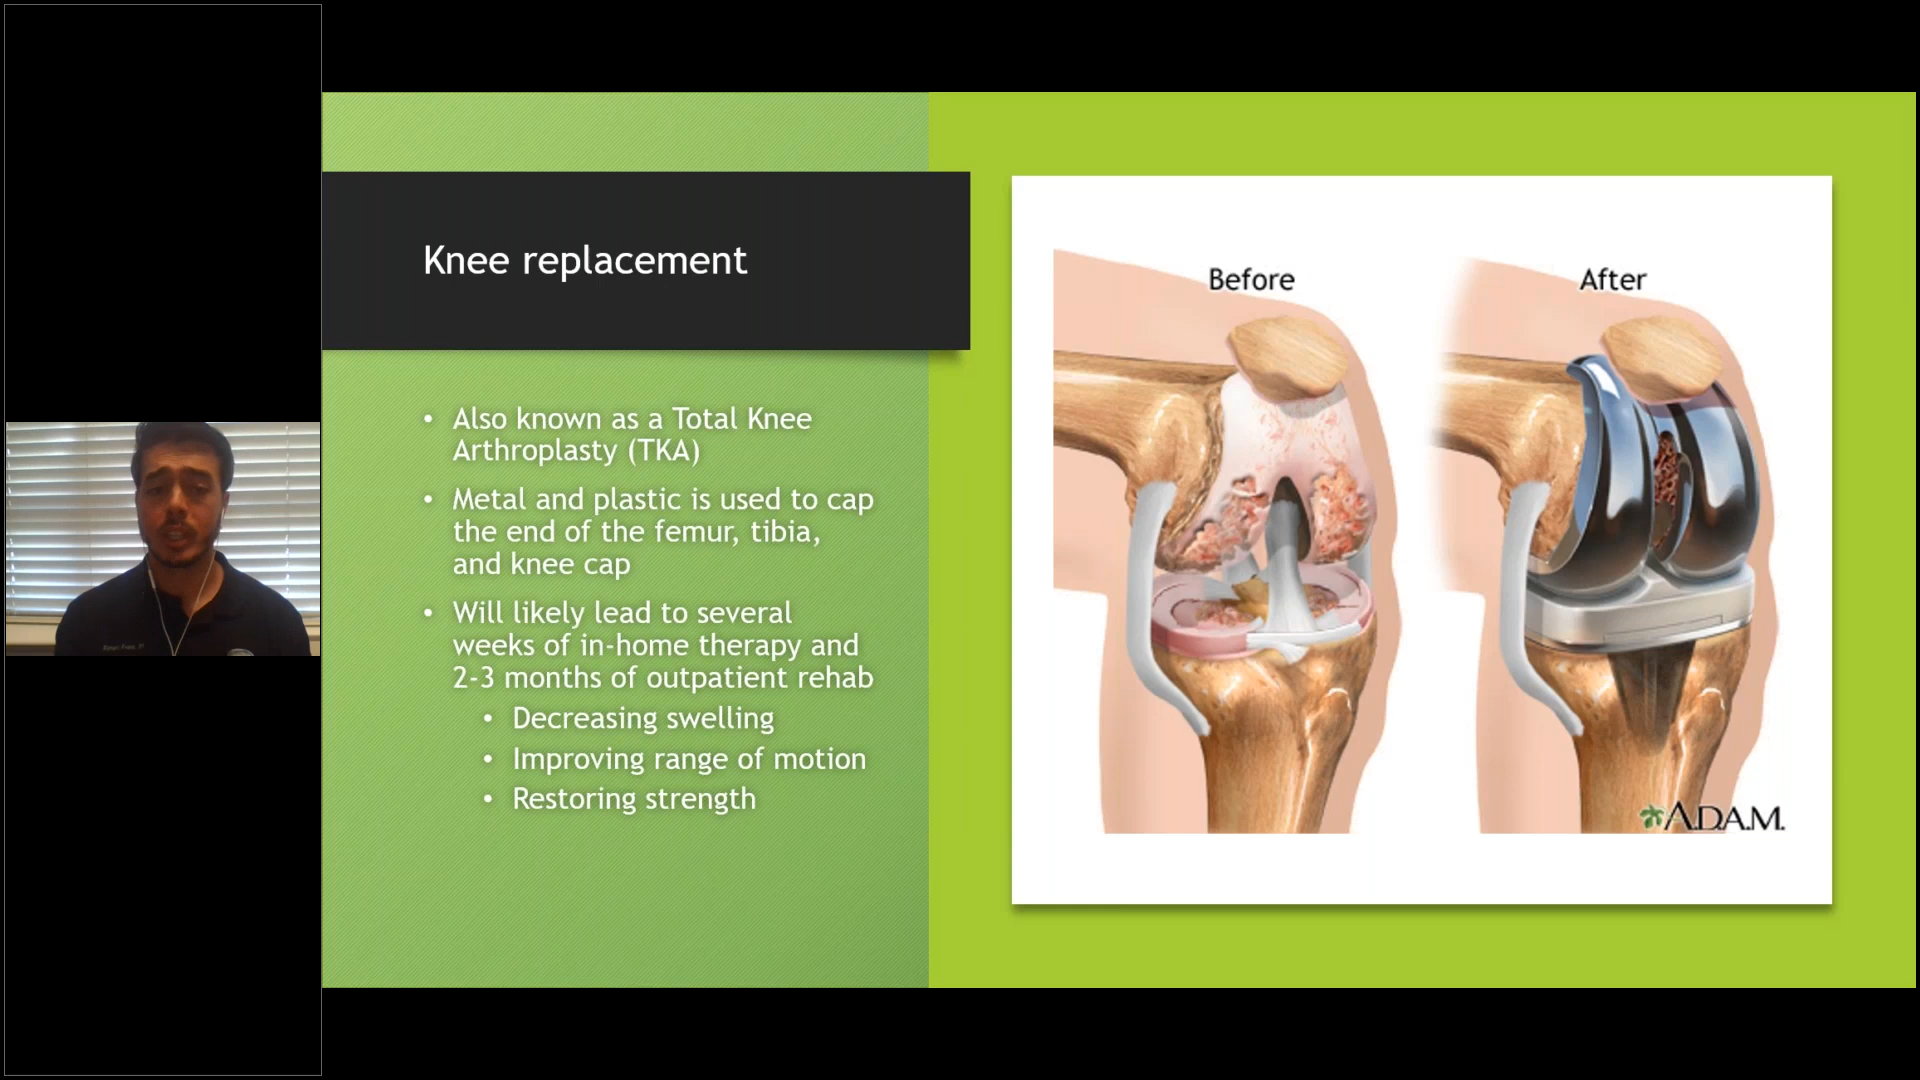 Knee replacement
• Also known as a Total Knee
Arthroplasty (TKA)
• Metal and plastic is used to cap
the end of the femur, tibia,
and knee cap
• Will likely lead to several
weeks of in-home therapy and
2-3 months of outpatient rehab
• Decreasing swelling
• Improving range of motion
• Restoring strength
Before
After
A.D.A.M.